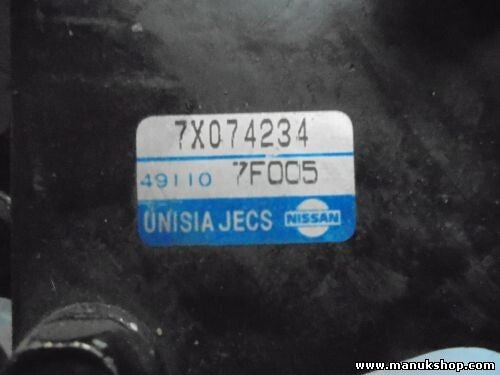 7X074234
49110 7F005
UNISIA JECS NISSAN
www.manukshop.com